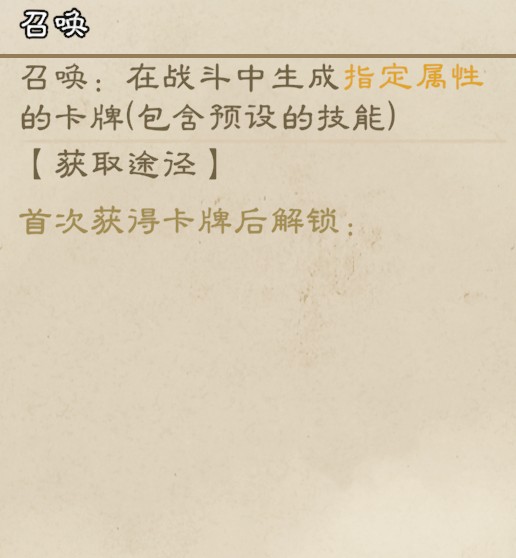 召唤
召唤：在战斗中生成指定属性
的卡牌(包含预设的技能)
【获取途径】
首次获得卡牌后解锁：